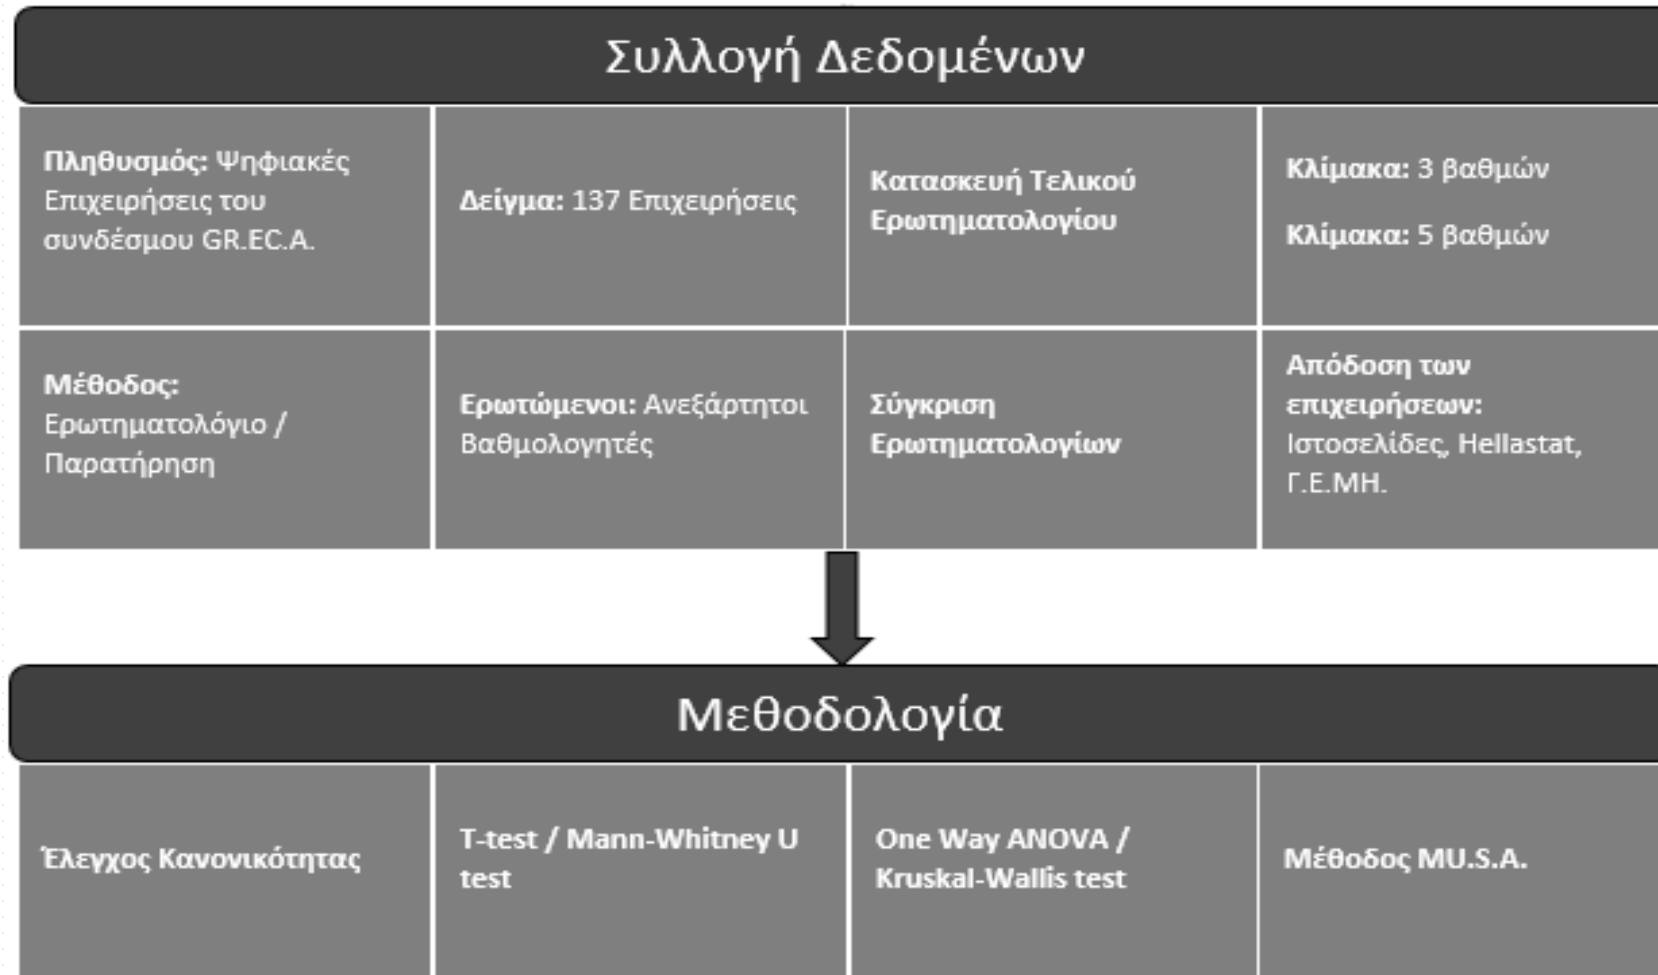 Συλλογή Δεδομένων
Πληθυσμός: Ψηφιακές
Επιχειρήσεις του
συνδέσμου GR.EC.A.
Δείγμα: 137 Επιχειρήσεις
Κατασκευή Τελικού
Ερωτηματολογίου
Κλίμακα: 3 βαθμών
Κλίμακα: 5 βαθμών
Μέθοδος:
Ερωτηματολόγιο /
Παρατήρηση
Ερωτώμενοι: Ανεξάρτητοι
Βαθμολογητές
Σύγκριση
Ερωτηματολογίων
Απόδοση των
επιχειρήσεων:
Ιστοσελίδες, Hellastat,
Γ.Ε.ΜΗ.
Μεθοδολογία
Έλεγχος Κανονικότητας
T-test / Mann-Whitney U
test
One Way ANOVA /
Kruskal-Wallis test
Μέθοδος MU.S.A.